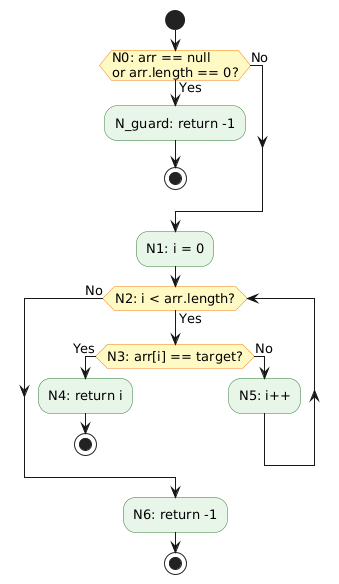 N0: arr == null
or arr.length == 0?
No
Yes
N_guard: return -1
N1: i = 0
No
N2: i < arr.length?
Yes
Yes
N3: arr[i] == target?
No
N4: return i
N5: i++
N6: return -1